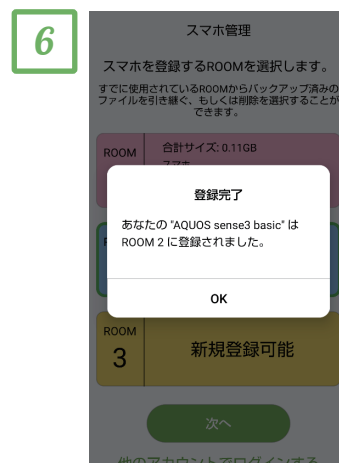 6
スマホ管理
スマホを登録するROOMを選択します。
すでに使用されているROOMからバックアップ済みの
ファイルを引き継ぐ、もしくは削除を選択することが
できます。
ROOM
合計サイズ: 0.11GB
登録完了
あなたの "AQUOS sense3 basic" は
ROOM 2 に登録されました。
OK
ROOM
3
新規登録可能
次へ
他のアカウントでログインする